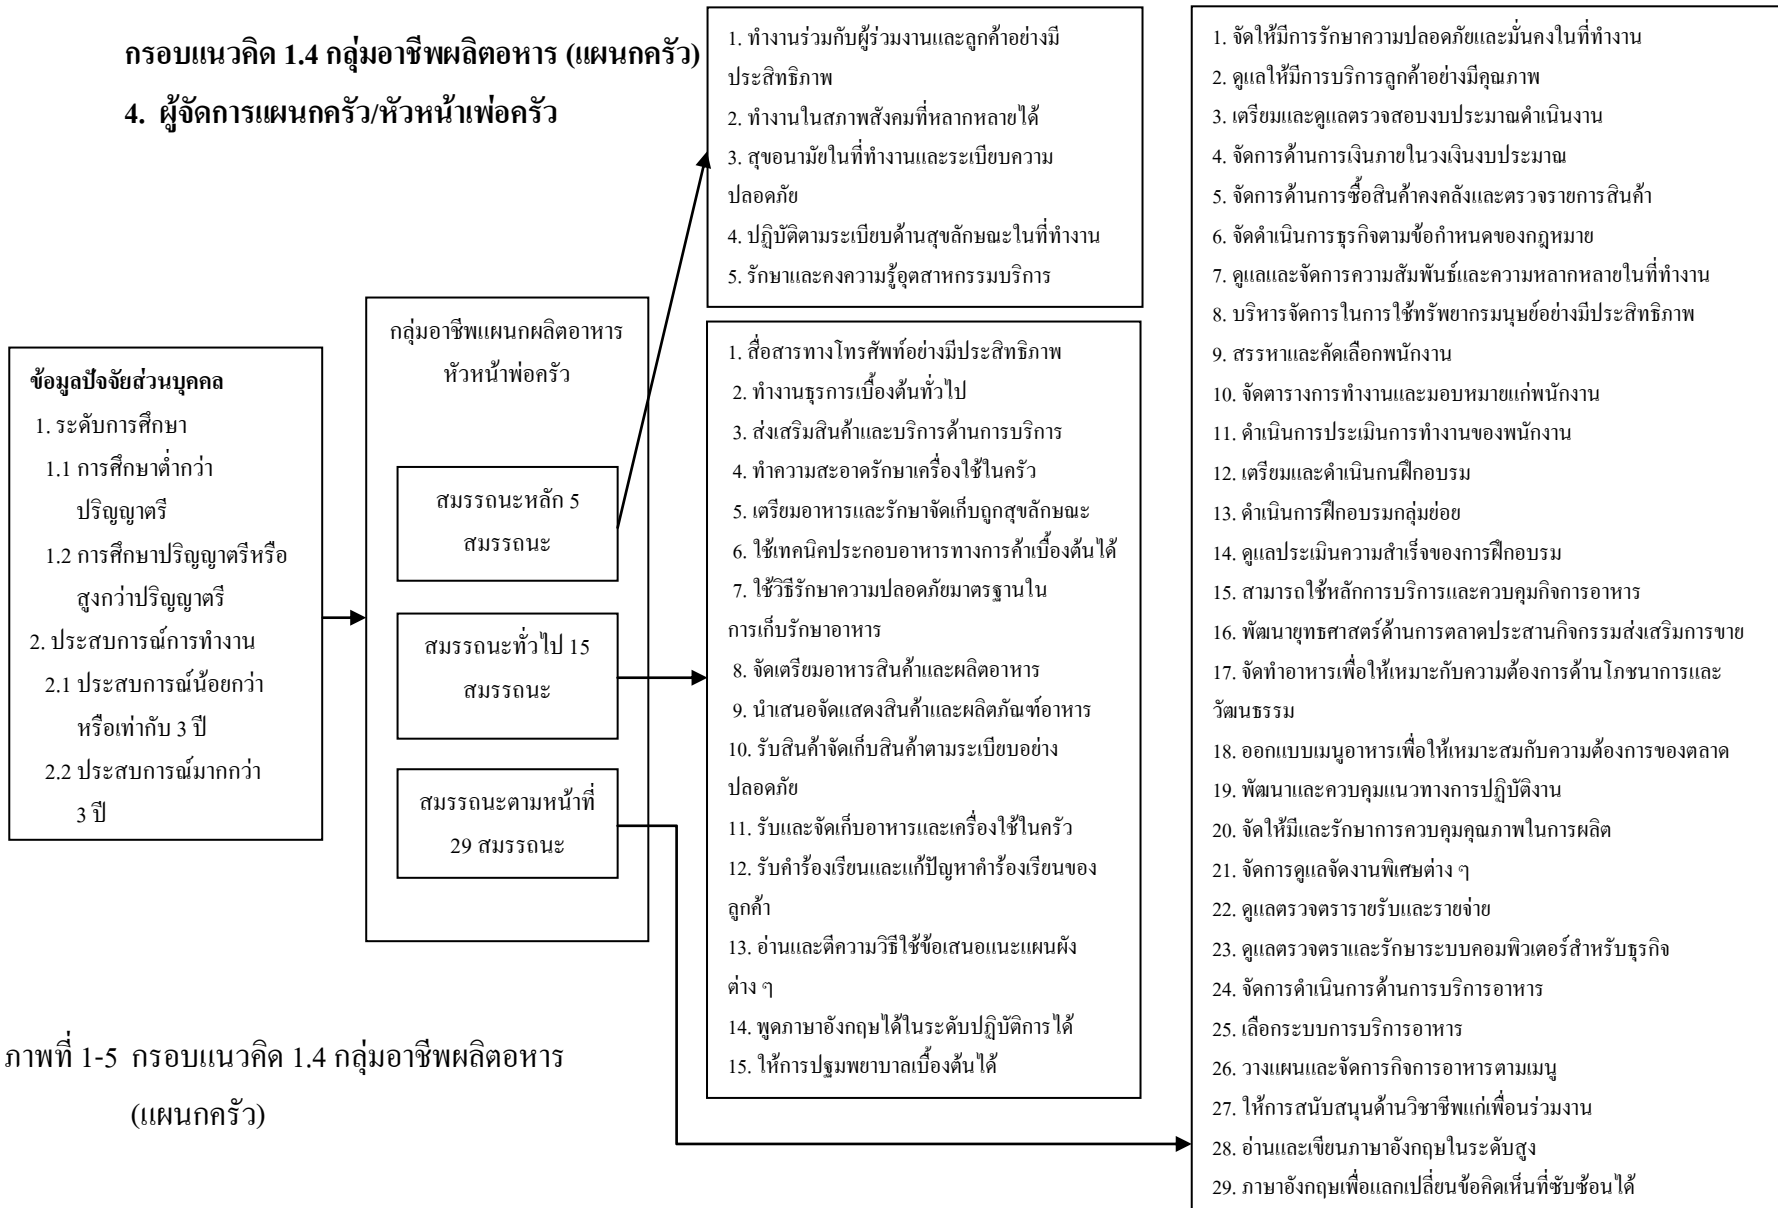 กรอบแนวคิด 1.4 กลุ่มอาชีพผลิตอหาร (แผนกครัว)
4. ผู้จัดการแผนกครัว/หัวหน้าเพ่อครัว
ข้อมูลปัจจัยส่วนบุคคล
1. ระดับการศึกษา
1.1 การศึกษาต่ำกว่า
ปริญญาตรี
1.2 การศึกษาปริญญาตรีหรือ
สูงกว่าปริญญาตรี
2. ประสบการณ์การทำงาน
2.1 ประสบการณ์น้อยกว่า
หรือเท่ากับ 3 ปี
2.2 ประสบการณ์มากกว่า
3 ปี
กลุ่มอาชีพแผนกผลิตอาหาร
หัวหน้าพ่อครัว
สมรรถนะหลัก 5
สมรรถนะ
สมรรถนะทั่วไป 15
สมรรถนะ
สมรรถนะตามหน้าที่
29 สมรรถนะ
1. ทำงานร่วมกับผู้ร่วมงานและลูกค้าอย่างมี
ประสิทธิภาพ
2. ทำงานในสภาพสังคมที่หลากหลายได้
3. สุขอนามัยในที่ทำงานและระเบียบความ
ปลอดภัย
4. ปฏิบัติตามระเบียบด้านสุขลักษณะในที่ทำงาน
5. รักษาและคงความรู้อุตสาหกรรมบริการ
1. สื่อสารทางโทรศัพท์อย่างมีประสิทธิภาพ
2. ทำงานธุรการเบื้องต้นทั่วไป
3. ส่งเสริมสินค้าและบริการด้านการบริการ
4. ทำความสะอาดรักษาเครื่องใช้ในครัว
5. เตรียมอาหารและรักษาจัดเก็บถูกสุขลักษณะ
6. ใช้เทคนิคประกอบอาหารทางการค้าเบื้องต้นได้
7. ใช้วิธีรักษาความปลอดภัยมาตรฐานใน
การเก็บรักษาอาหาร
8. จัดเตรียมอาหารสินค้าและผลิตอาหาร
9. นำเสนอจัดแสดงสินค้าและผลิตภัณฑ์อาหาร
10. รับสินค้าจัดเก็บสินค้าตามระเบียบอย่าง
ปลอดภัย
11. รับและจัดเก็บอาหารและเครื่องใช้ในครัว
12. รับคำร้องเรียนและแก้ปัญหาคำร้องเรียนของ
ลูกค้า
13. อ่านและตีความวิธีใช้ข้อเสนอแนะแผนผัง
ต่าง ๆ
14. พูดภาษาอังกฤษได้ในระดับปฏิบัติการได้
15. ให้การปฐมพยาบาลเบื้องต้นได้
1. จัดให้มีการรักษาความปลอดภัยและมั่นคงในที่ทำงาน
2. ดูแลให้มีการบริการลูกค้าอย่างมีคุณภาพ
3. เตรียมและดูแลตรวจสอบงบประมาณดำเนินงาน
4. จัดการด้านการเงินภายในวงเงินงบประมาณ
5. จัดการด้านการซื้อสินค้าคงคลังและตรวจรายการสินค้า
6. จัดดำเนินการธุรกิจตามข้อกำหนดของกฎหมาย
7. ดูแลและจัดการความสัมพันธ์และความหลากหลายในที่ทำงาน
8. บริหารจัดการในการใช้ทรัพยากรมนุษย์อย่างมีประสิทธิภาพ
9. สรรหาและคัดเลือกพนักงาน
10. จัดตารางการทำงานและมอบหมายแก่พนักงาน
11. ดำเนินการประเมินการทำงานของพนักงาน
12. เตรียมและดำเนินกนฝึกอบรม
13. ดำเนินการฝึกอบรมกลุ่มย่อย
14. ดูแลประเมินความสำเร็จของการฝึกอบรม
15. สามารถใช้หลักการบริการและควบคุมกิจการอาหาร
16. พัฒนายุทธศาสตร์ด้านการตลาดประสานกิจกรรมส่งเสริมการขาย
17. จัดทำอาหารเพื่อให้เหมาะกับความต้องการด้านโภชนาการและ
วัฒนธรรม
18. ออกแบบเมนูอาหารเพื่อให้เหมาะสมกับความต้องการของตลาด
19. พัฒนาและควบคุมแนวทางการปฏิบัติงาน
20. จัดให้มีและรักษาการควบคุมคุณภาพในการผลิต
21. จัดการดูแลจัดงานพิเศษต่าง ๆ
22. ดูแลตรวจตรารายรับและรายจ่าย
23. ดูแลตรวจตราและรักษาระบบคอมพิวเตอร์สำหรับธุรกิจ
24. จัดการดำเนินการด้านการบริการอาหาร
25. เลือกระบบการบริการอาหาร
26. วางแผนและจัดการกิจการอาหารตามเมนู
27. ให้การสนับสนุนด้านวิชาชีพแก่เพื่อนร่วมงาน
28. อ่านและเขียนภาษาอังกฤษในระดับสูง
29. ภาษาอังกฤษเพื่อแลกเปลี่ยนข้อคิดเห็นที่ซับซ้อนได้
ภาพที่ 1-5 กรอบแนวคิด 1.4 กลุ่มอาชีพผลิตอหาร
(แผนกครัว)